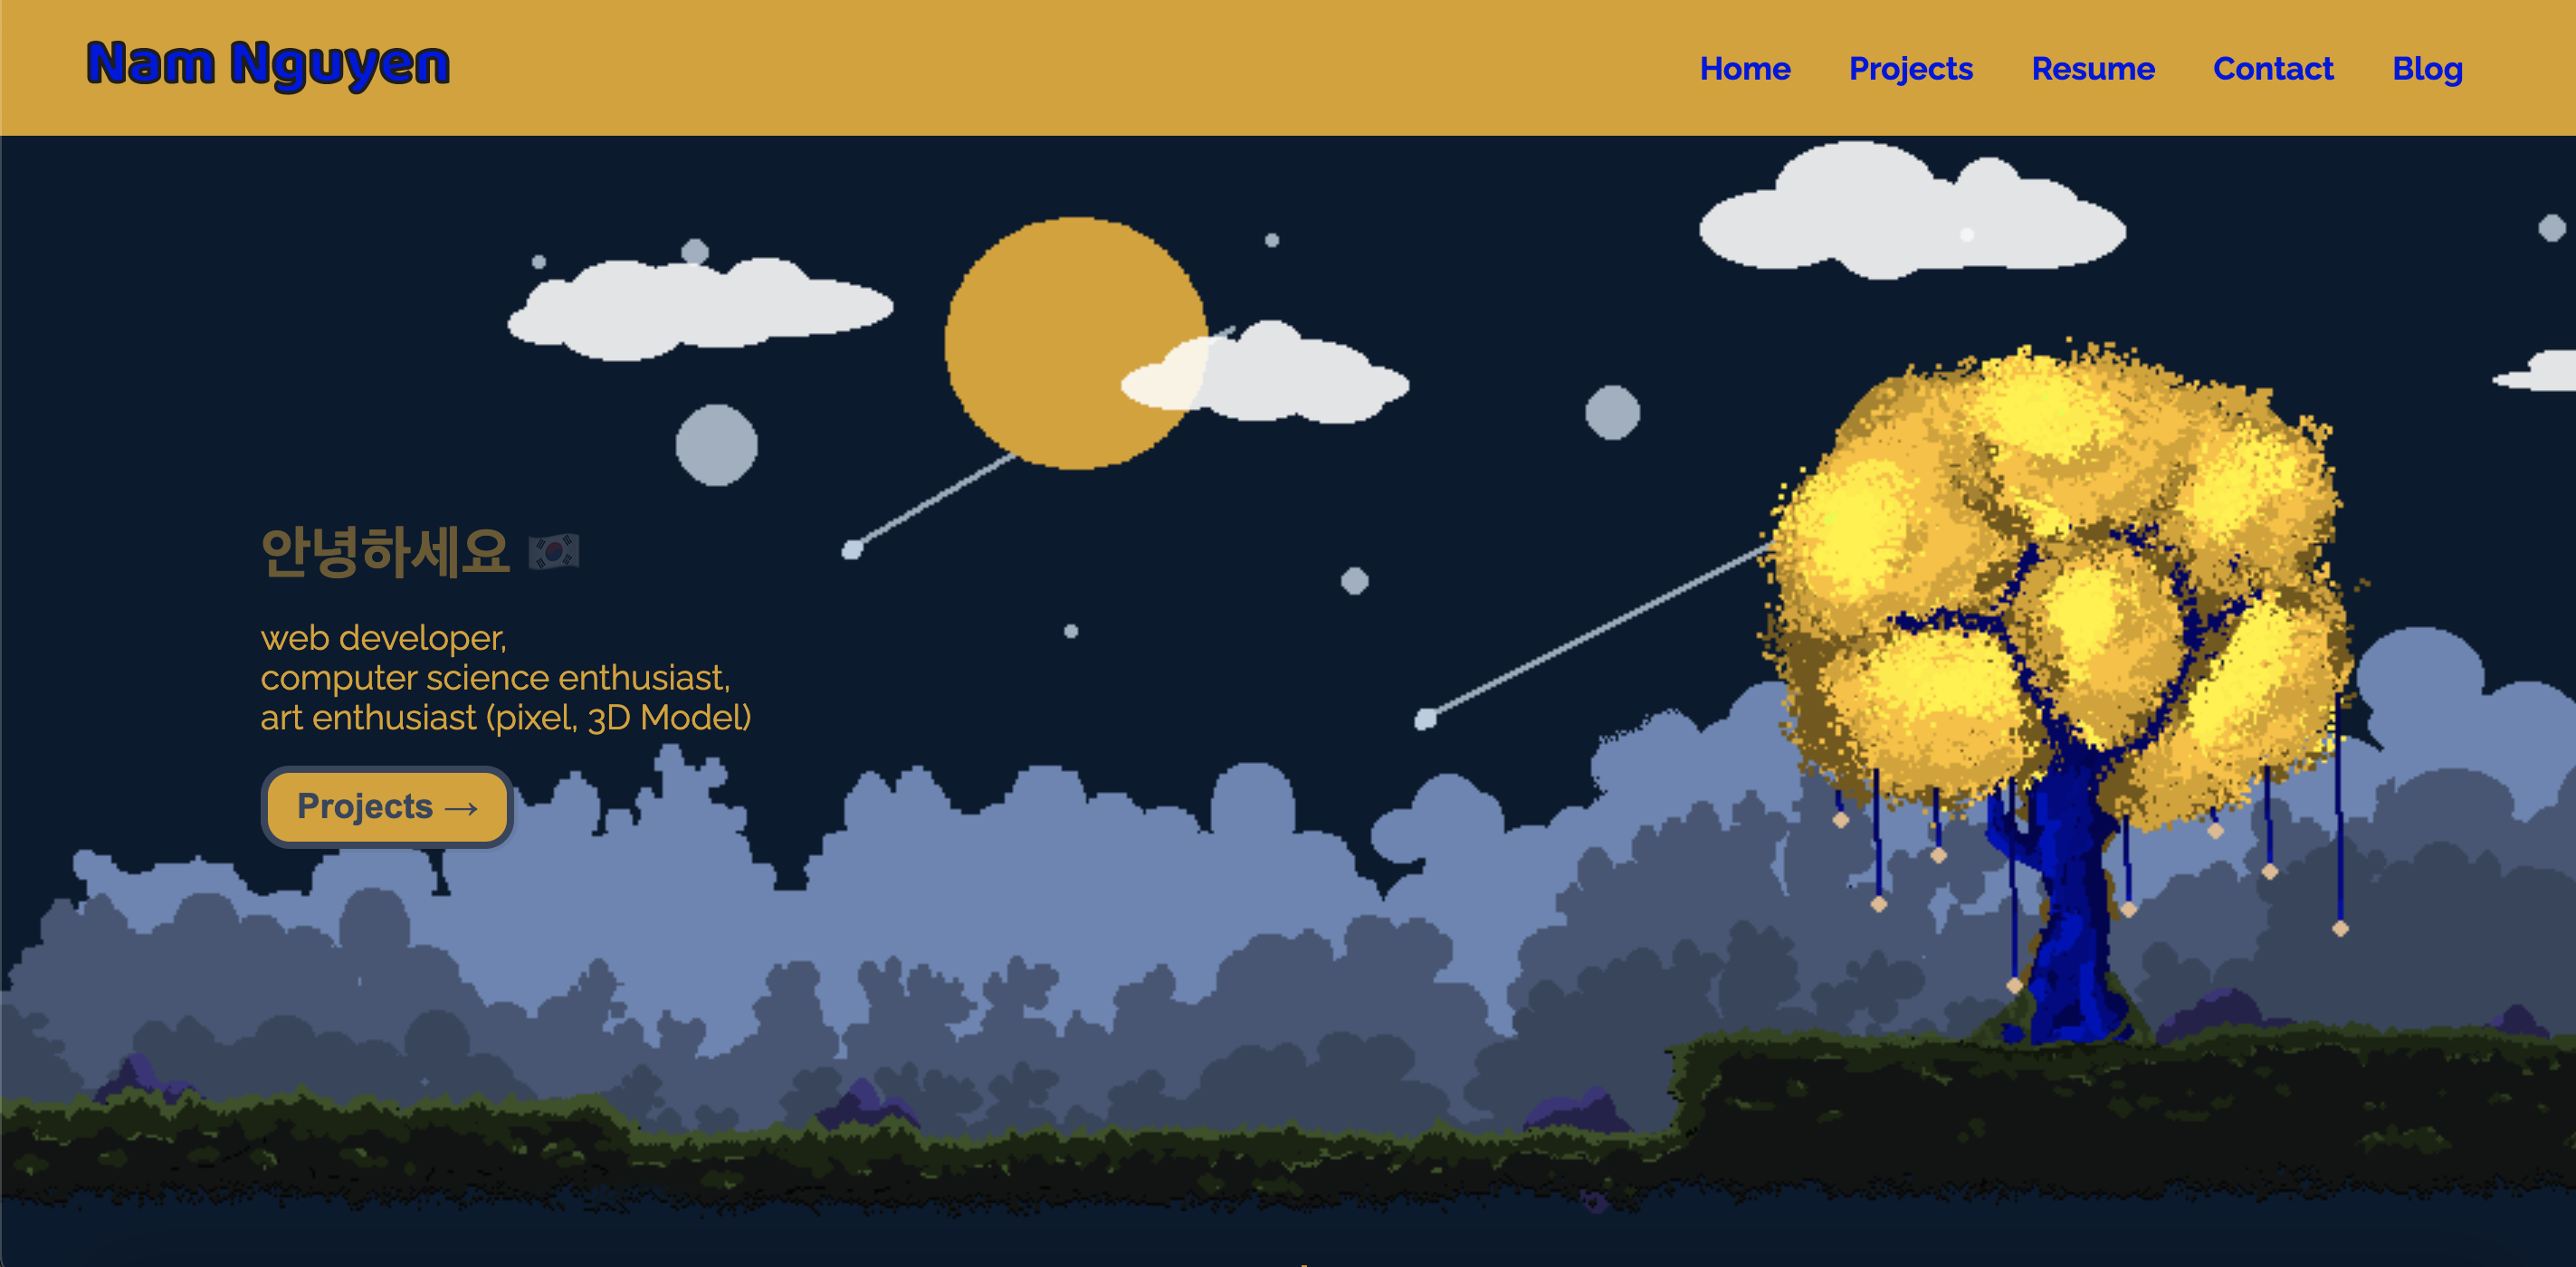 Nam Nguyen
Home Projects Resume Contact Blog
안녕하세요 🇰🇷
web developer,
computer science enthusiast,
art enthusiast (pixel, 3D Model)
Projects →